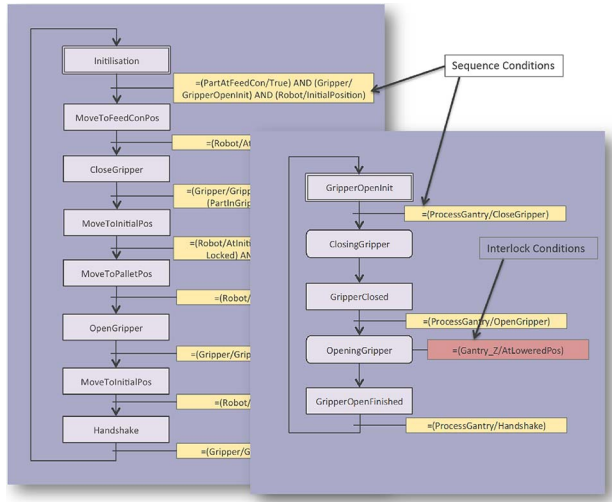 Initilisation
=(PartAtFeedCon/True) AND (Gripper/
GripperOpenInit) AND (Robot/InitialPosition)
MoveToFeedConPos
=(Robot/At
CloseGripper
=(Gripper/Gripp
(PartInGrip
MoveToInitialPos
=(Robot/AtIniti
Locked) AN
MoveToPalletPos
=(Robot/
OpenGripper
=(Gripper/Grip
MoveToInitialPos
=(Robot/
Handshake
=(Gripper/G
Sequence Conditions
GripperOpenInit
=(ProcessGantry/CloseGripper)
ClosingGripper
Interlock Conditions
GripperClosed
=(ProcessGantry/OpenGripper)
OpeningGripper
=(Gantry_Z/AtLoweredPos)
GripperOpenFinished
=(ProcessGantry/Handshake)